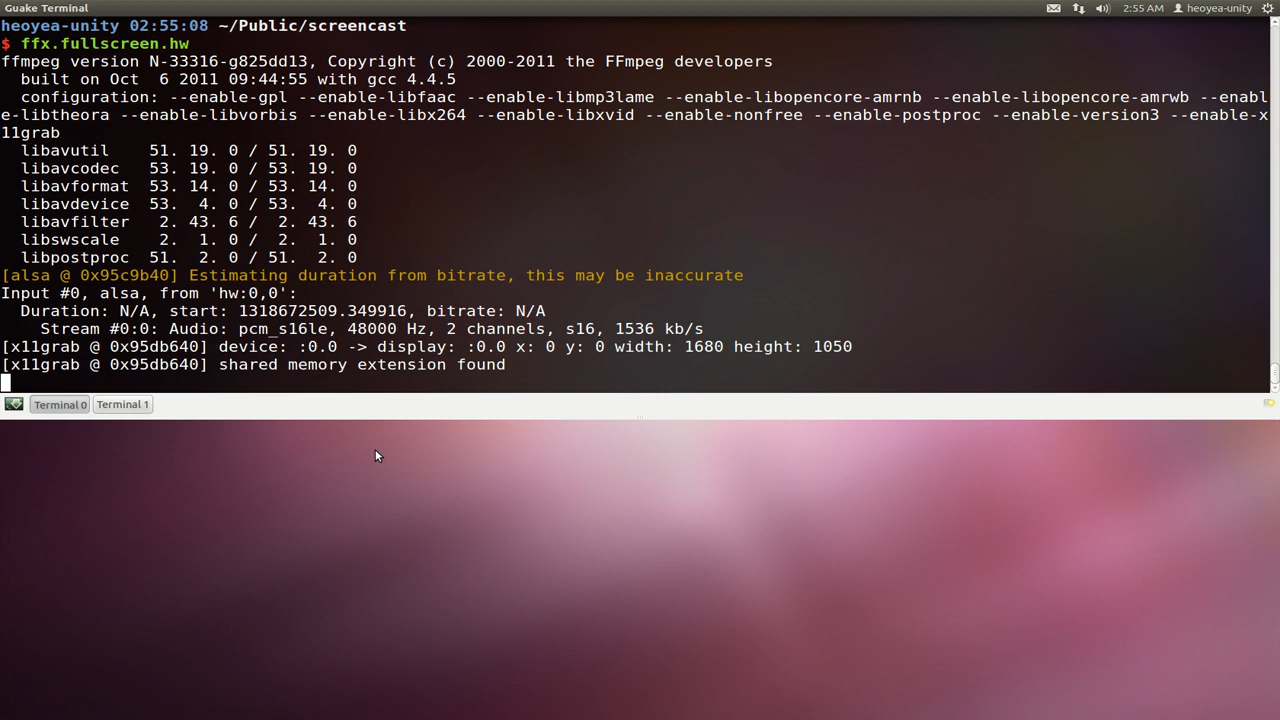 Guake Terminal
2:55 AM
heoyea-unity
heoyea-unity 02:55:08 ~/Public/screencast
$ ffx.fullscreen.hw
ffmpeg version N-33316-g825dd13, Copyright (c) 2000-2011 the FFmpeg developers
  built on Oct  6 2011 09:44:55 with gcc 4.4.5
  configuration: --enable-gpl --enable-libfaac --enable-libmp3lame --enable-libopencore-amrnb --enable-libopencore-amrwb --enabl
e-libtheora --enable-libvorbis --enable-libx264 --enable-libxvid --enable-nonfree --enable-postproc --enable-version3 --enable-x
11grab
  libavutil    51. 19. 0 / 51. 19. 0
  libavcodec   53. 19. 0 / 53. 19. 0
  libavformat  53. 14. 0 / 53. 14. 0
  libavdevice  53.  4. 0 / 53.  4. 0
  libavfilter   2. 43. 6 /  2. 43. 6
  libswscale    2.  1. 0 /  2.  1. 0
  libpostproc  51.  2. 0 / 51.  2. 0
[alsa @ 0x95c9b40] Estimating duration from bitrate, this may be inaccurate
Input #0, alsa, from 'hw:0,0':
  Duration: N/A, start: 1318672509.349916, bitrate: N/A
    Stream #0:0: Audio: pcm_s16le, 48000 Hz, 2 channels, s16, 1536 kb/s
[x11grab @ 0x95db640] device: :0.0 -> display: :0.0 x: 0 y: 0 width: 1680 height: 1050
[x11grab @ 0x95db640] shared memory extension found
Terminal 0
Terminal 1